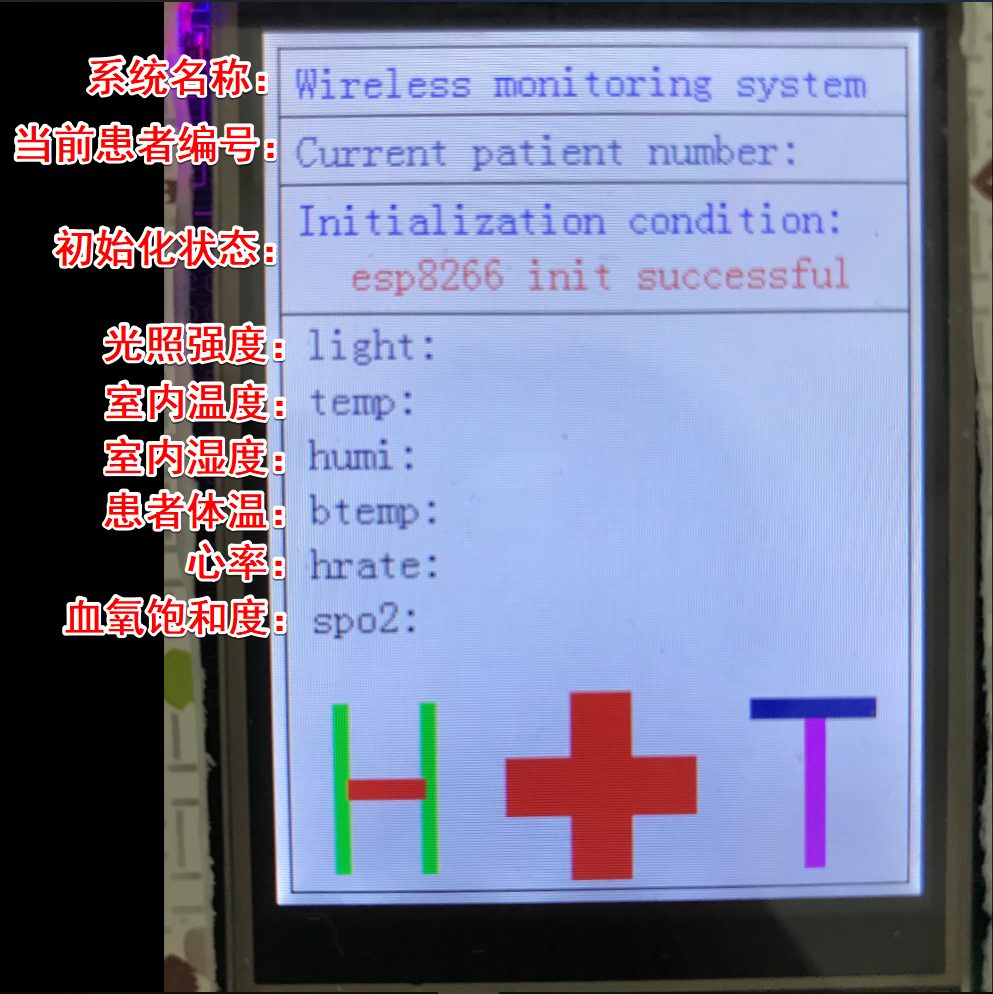 系统名称： Wireless monitoring system
当前患者编号： Current patient number:
初始化状态： Initialization condition:
esp8266 init successful
光照强度： light:
室内温度： temp:
室内湿度： humi:
患者体温： btemp:
心率： hrate:
血氧饱和度： spo2:
H T